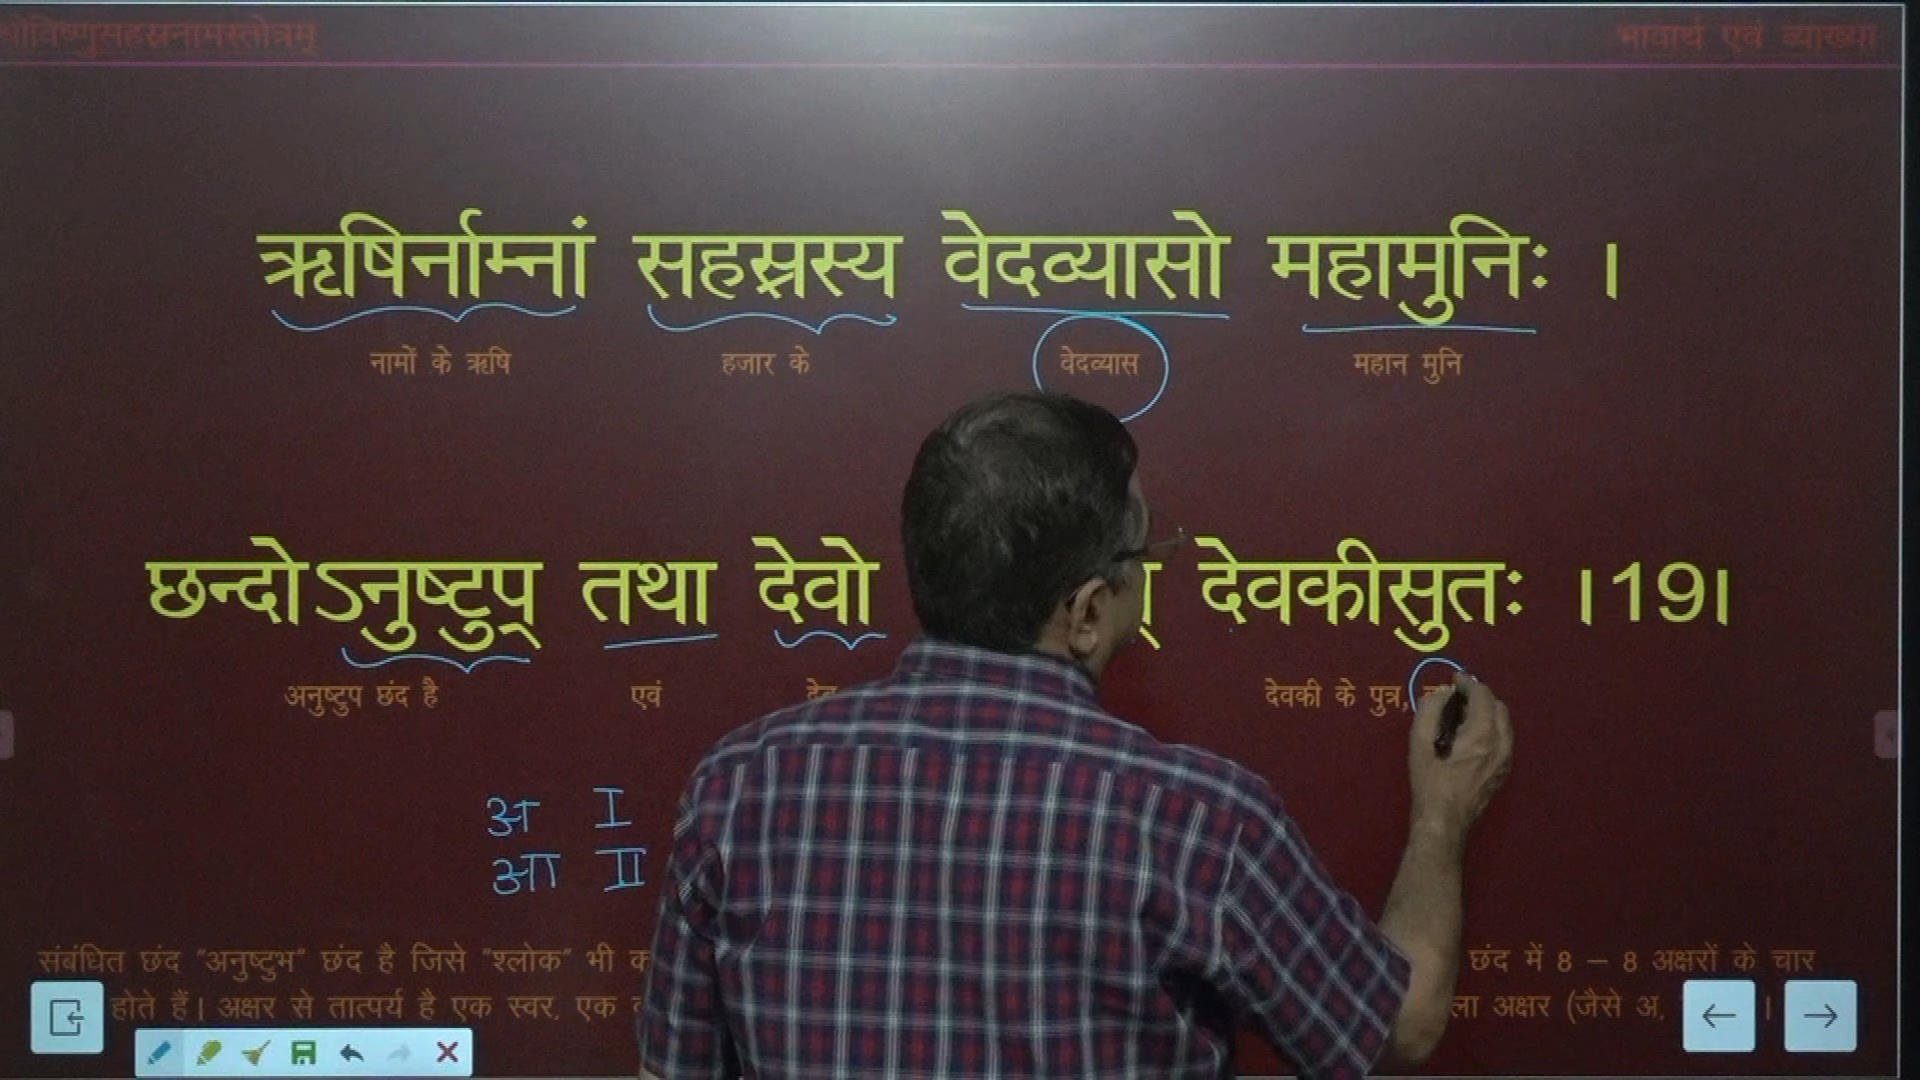 श्रीविष्णुसहस्रनामस्तोत्रम् भावार्थ एवं व्याख्या
ऋषिर्नाम्नां सहस्रस्य वेदव्यासो महामुनिः ।
नामों के ऋषि हजार के वेदव्यास महान मुनि
छन्दोऽनुष्टुप् तथा देवो देवकीसुतः ।19।
अनुष्टुप छंद है एवं देव देवकी के पुत्र,
अ I
आ II
संबंधित छंद "अनुष्टुभ" छंद है जिसे "श्लोक" भी छंद में 8 – 8 अक्षरों के चार
होते हैं। अक्षर से तात्पर्य है एक स्वर, एक अक्षर (जैसे अ,